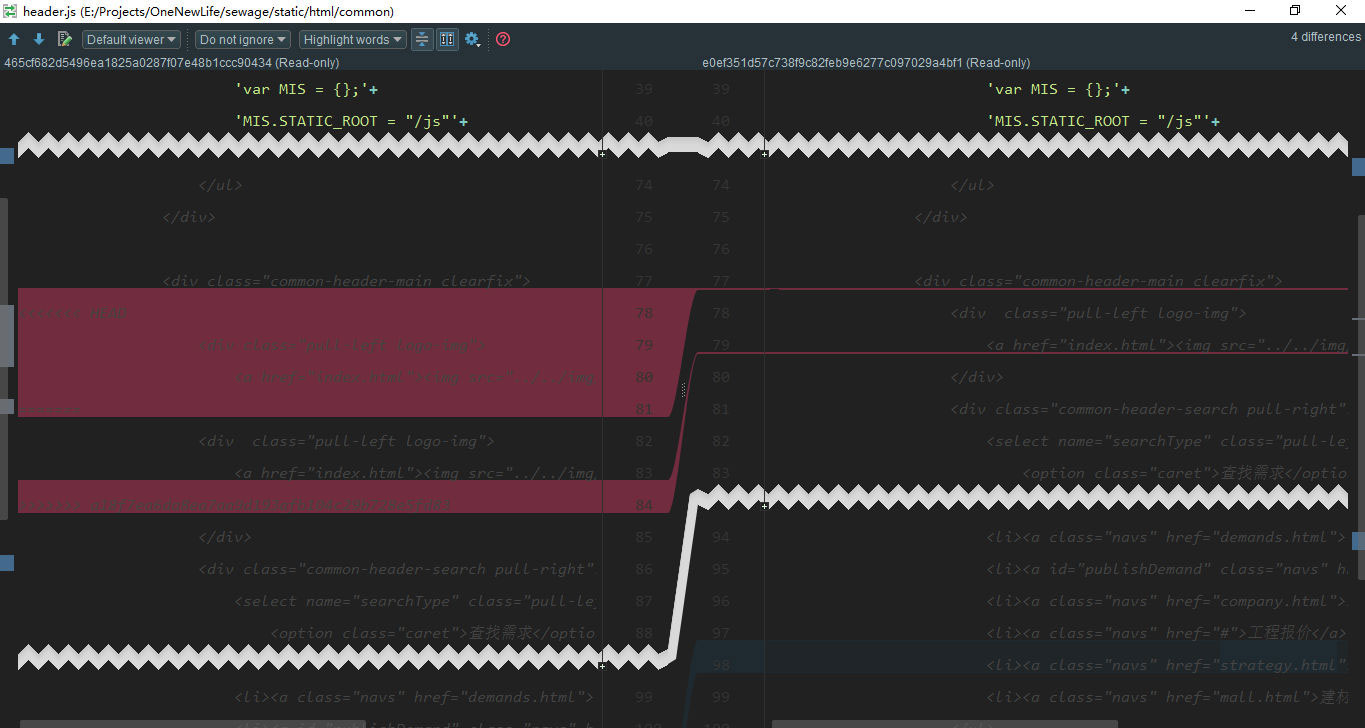 header.js (E:/Projects/OneNewLife/sewage/static/html/common)
Default viewer
Do not ignore
Highlight words
4 differences
465cf682d5496ea1825a0287f07e48b1ccc90434 (Read-only)
e0ef351d57c738f9c82feb9e6277c097029a4bf1 (Read-only)
'var MIS = {};'+ 39 39 'var MIS = {};'+
'MIS.STATIC_ROOT = "/js"'+ 40 40 'MIS.STATIC_ROOT = "/js"'+
</ul> 74 74 </ul>
</div> 75 75 </div>
76 76
<div class="common-header-main clearfix"> 77 77 <div class="common-header-main clearfix">
<<<<<<< HEAD 78 78 <div  class="pull-left logo-img">
<div class="pull-left logo-img"> 79 79 <a href="index.html"><img src="../../img
<a href="index.html"><img src="../../img 80 80 </div>
======= 81 81 <div class="common-header-search pull-right"
<div  class="pull-left logo-img"> 82 82 <select name="searchType" class="pull-le
<a href="index.html"><img src="../../img 83 83 <option class="caret">查找需求</optio
>>>>>>> 84
</div> 85 94 <li><a class="navs" href="demands.html">
<div class="common-header-search pull-right" 86 95 <li><a id="publishDemand" class="navs" h
<select name="searchType" class="pull-le 87 96 <li><a class="navs" href="company.html">
<option class="caret">查找需求</optio 88 97 <li><a class="navs" href="#">工程报价</a>
98 <li><a class="navs" href="strategy.html"
<li><a class="navs" href="demands.html"> 99 99 <li><a class="navs" href="mall.html">建材